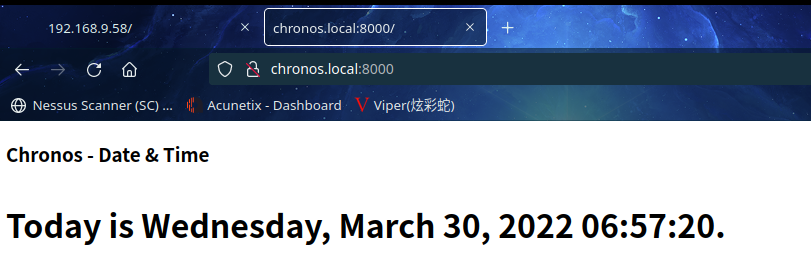 192.168.9.58/
chronos.local:8000/
chronos.local:8000
Nessus Scanner (SC) ...
Acunetix - Dashboard
Viper(炫彩蛇)
Chronos - Date & Time
Today is Wednesday, March 30, 2022 06:57:20.